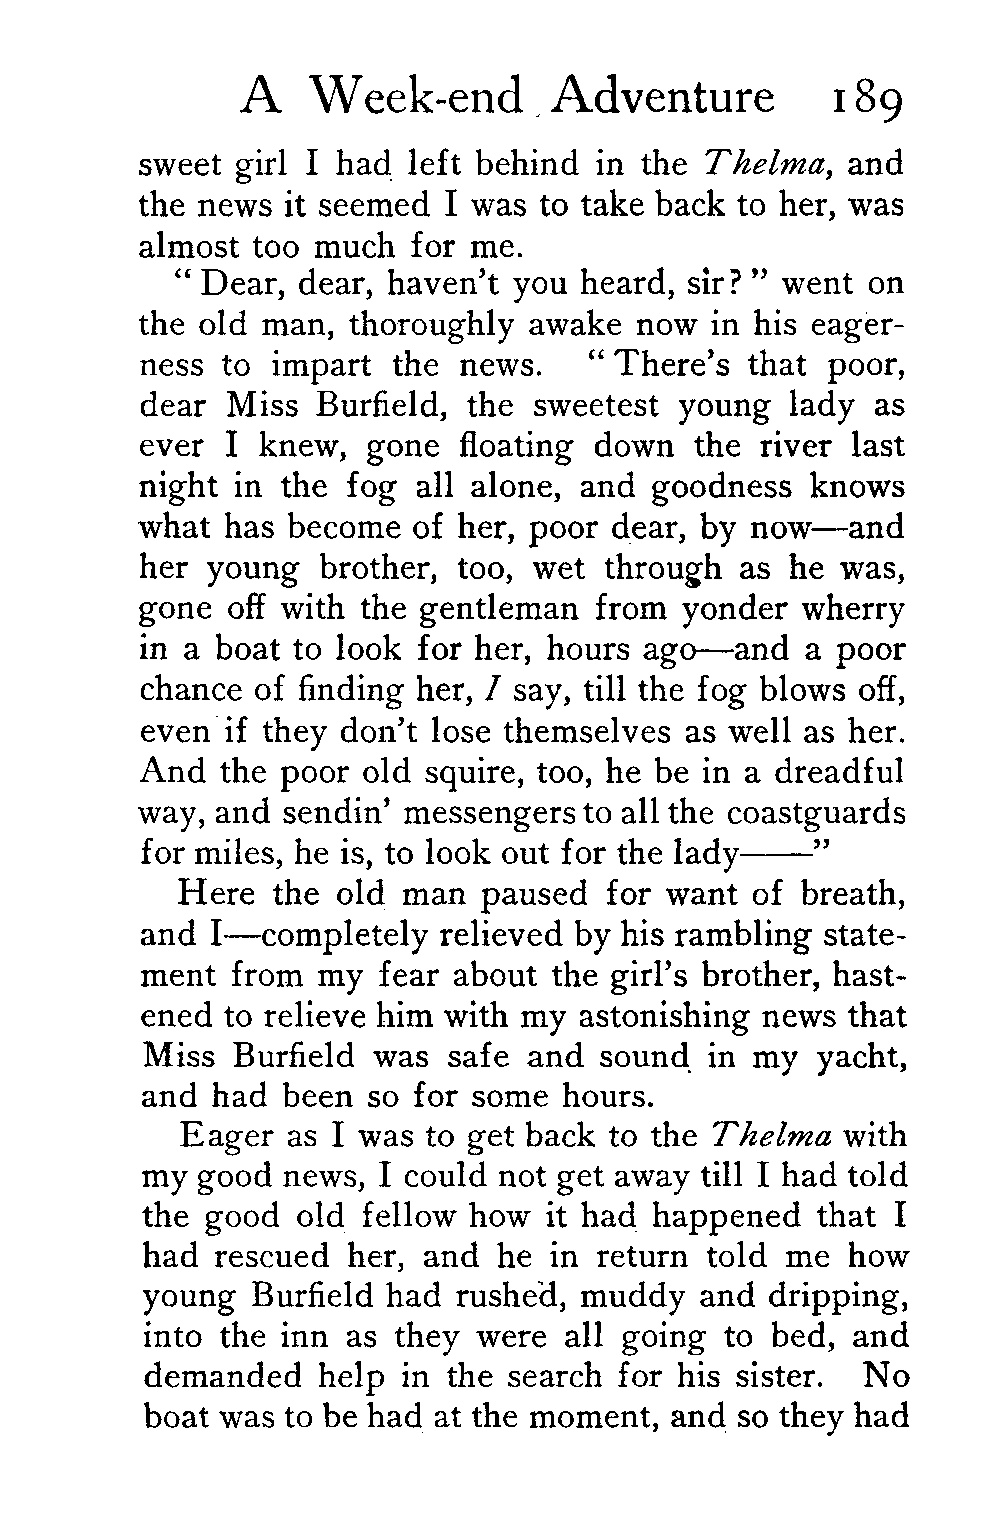 A Week-end Adventure 189
sweet girl I had left behind in the Thelma, and
the news it seemed I was to take back to her, was
almost too much for me.
“ Dear, dear, haven’t you heard, sir? ” went on
the old man, thoroughly awake now in his eager-
ness to impart the news. “ There’s that poor,
dear Miss Burfield, the sweetest young lady as
ever I knew, gone floating down the river last
night in the fog all alone, and goodness knows
what has become of her, poor dear, by now—and
her young brother, too, wet through as he was,
gone off with the gentleman from yonder wherry
in a boat to look for her, hours ago—and a poor
chance of finding her, I say, till the fog blows off,
even if they don’t lose themselves as well as her.
And the poor old squire, too, he be in a dreadful
way, and sendin’ messengers to all the coastguards
for miles, he is, to look out for the lady——”
Here the old man paused for want of breath,
and I—completely relieved by his rambling state-
ment from my fear about the girl’s brother, hast-
ened to relieve him with my astonishing news that
Miss Burfield was safe and sound in my yacht,
and had been so for some hours.
Eager as I was to get back to the Thelma with
my good news, I could not get away till I had told
the good old fellow how it had happened that I
had rescued her, and he in return told me how
young Burfield had rushed, muddy and dripping,
into the inn as they were all going to bed, and
demanded help in the search for his sister. No
boat was to be had at the moment, and so they had